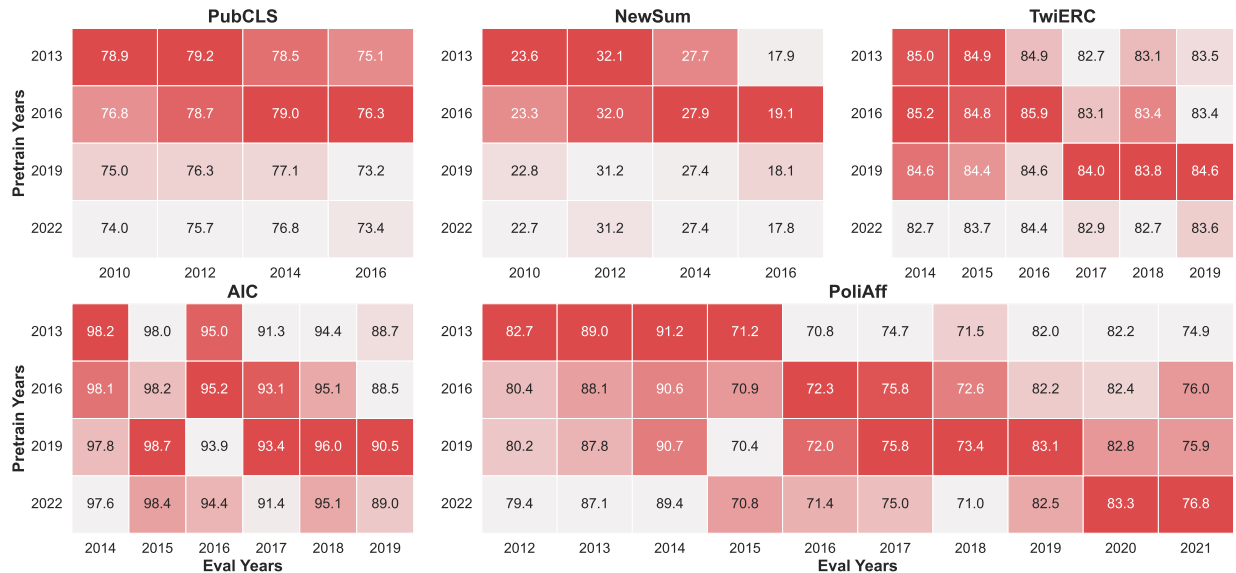 PubCLS NewSum TwiERC
Pretrain Years
2013 78.9 79.2 78.5 75.1 23.6 32.1 27.7 17.9 2013 85.0 84.9 84.9 82.7 83.1 83.5
2016 76.8 78.7 79.0 76.3 23.3 32.0 27.9 19.1 2016 85.2 84.8 85.9 83.1 83.4 83.4
2019 75.0 76.3 77.1 73.2 22.8 31.2 27.4 18.1 2019 84.6 84.4 84.6 84.0 83.8 84.6
2022 74.0 75.7 76.8 73.4 22.7 31.2 27.4 17.8 2022 82.7 83.7 84.4 82.9 82.7 83.6
2010 2012 2014 2016 2010 2012 2014 2016 2014 2015 2016 2017 2018 2019
AIC PoliAff
Pretrain Years
2013 98.2 98.0 95.0 91.3 94.4 88.7 82.7 89.0 91.2 71.2 70.8 74.7 71.5 82.0 82.2 74.9
2016 98.1 98.2 95.2 93.1 95.1 88.5 80.4 88.1 90.6 70.9 72.3 75.8 72.6 82.2 82.4 76.0
2019 97.8 98.7 93.9 93.4 96.0 90.5 80.2 87.8 90.7 70.4 72.0 75.8 73.4 83.1 82.8 75.9
2022 97.6 98.4 94.4 91.4 95.1 89.0 79.4 87.1 89.4 70.8 71.4 75.0 71.0 82.5 83.3 76.8
2014 2015 2016 2017 2018 2019 2012 2013 2014 2015 2016 2017 2018 2019 2020 2021
Eval Years Eval Years